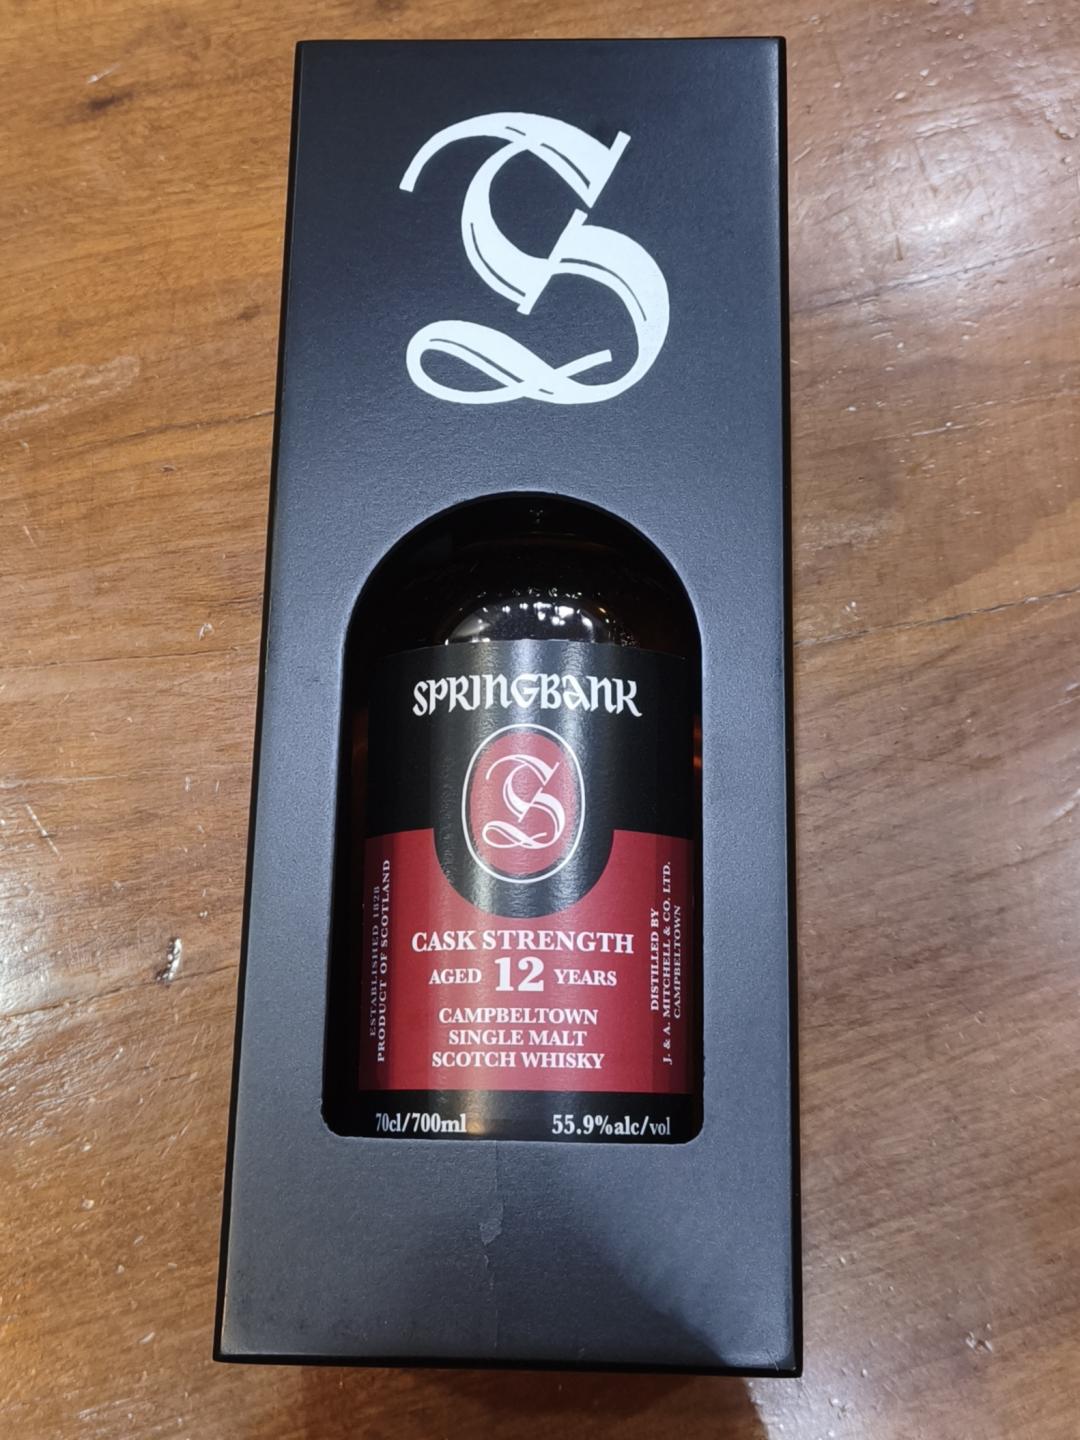 S
SPRINGBANK
S
ESTABLISHED 1828
PRODUCT OF SCOTLAND
CASK STRENGTH
AGED 12 YEARS
CAMPBELTOWN
SINGLE MALT
SCOTCH WHISKY
DISTILLED BY
J. & A. MITCHELL & CO. LTD.
CAMPBELTOWN
70cl/700ml 55.9%alc/vol